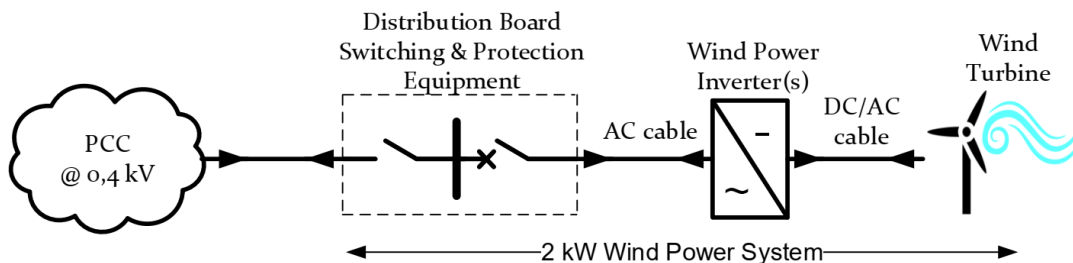 Distribution Board
Switching & Protection
Equipment
Wind Power
Inverter(s)
Wind
Turbine
DC/AC
cable
AC cable
PCC
@ 0,4 kV
-
~
2 kW Wind Power System